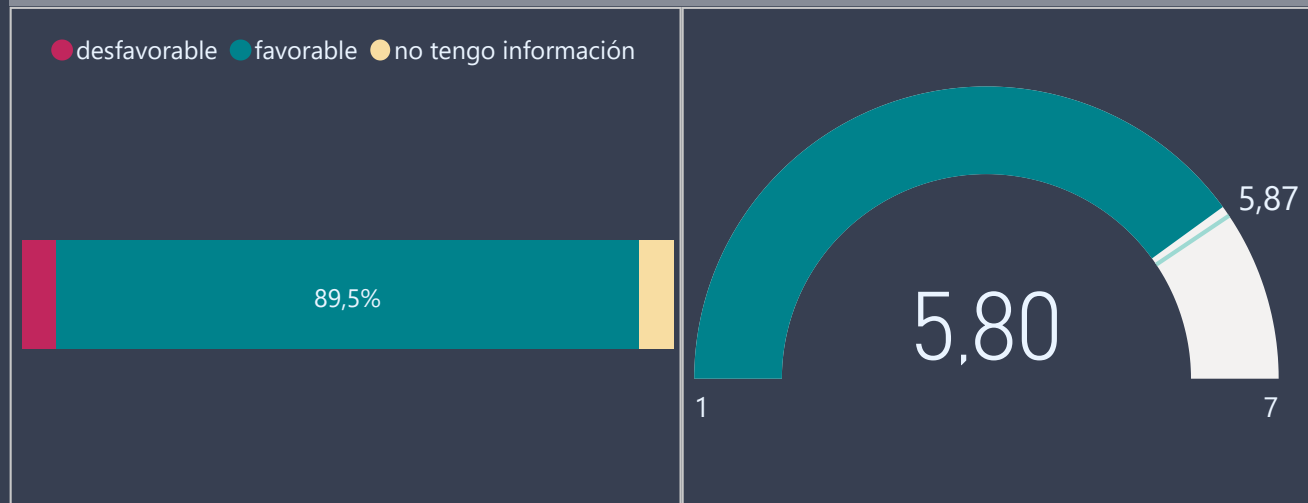 desfavorable favorable no tengo información
89,5%
5,87
5,80
1 7